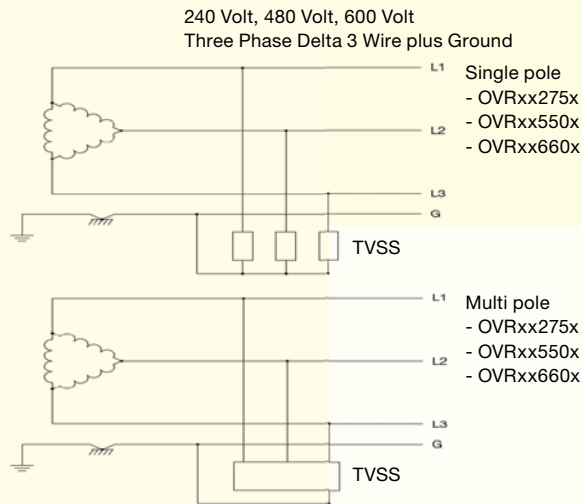 240 Volt, 480 Volt, 600 Volt
Three Phase Delta 3 Wire plus Ground
L1
Single pole
- OVRxx275x
L2
- OVRxx550x
- OVRxx660x
L3
G
TVSS
L1
Multi pole
- OVRxx275x
- OVRxx550x
L2
- OVRxx660x
L3
G
TVSS